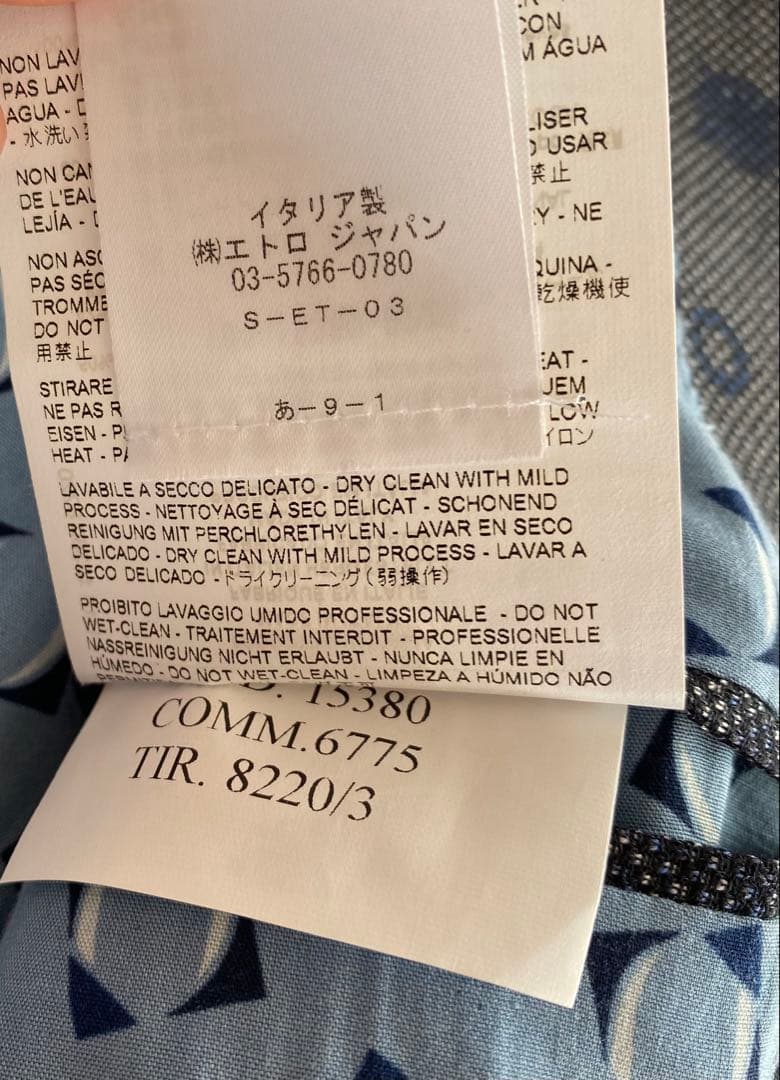 NON LAV
PAS LAV
AGUA -
- 水洗い
NON CAN
DE L'EAU
LEJÍA -
NON ASC
PAS SÉC
TROMME
DO NOT
用禁止
STIRARE
NE PAS R
EISEN - P
HEAT - PA
CON
M ÁGUA
LISER
O USAR
禁止
Y - NE
QUINA -
乾燥機使
EAT -
UEM
LOW
イロン
イタリア製
(株)エトロ ジャパン
03-5766-0780
S-ET-03
あ-9-1
LAVABILE A SECCO DELICATO - DRY CLEAN WITH MILD
PROCESS - NETTOYAGE À SEC DÉLICAT - SCHONEND
REINIGUNG MIT PERCHLORETHYLEN - LAVAR EN SECO
DELICADO - DRY CLEAN WITH MILD PROCESS - LAVAR A
SECO DELICADO - ドライクリーニング(弱操作)
PROIBITO LAVAGGIO UMIDO PROFESSIONALE - DO NOT
WET-CLEAN - TRAITEMENT INTERDIT - PROFESSIONELLE
NASSREINIGUNG NICHT ERLAUBT - NUNCA LIMPIE EN
HÚMEDO - DO NOT WET-CLEAN - LIMPEZA A HÚMIDO NÃO
15380
COMM.6775
TIR. 8220/3